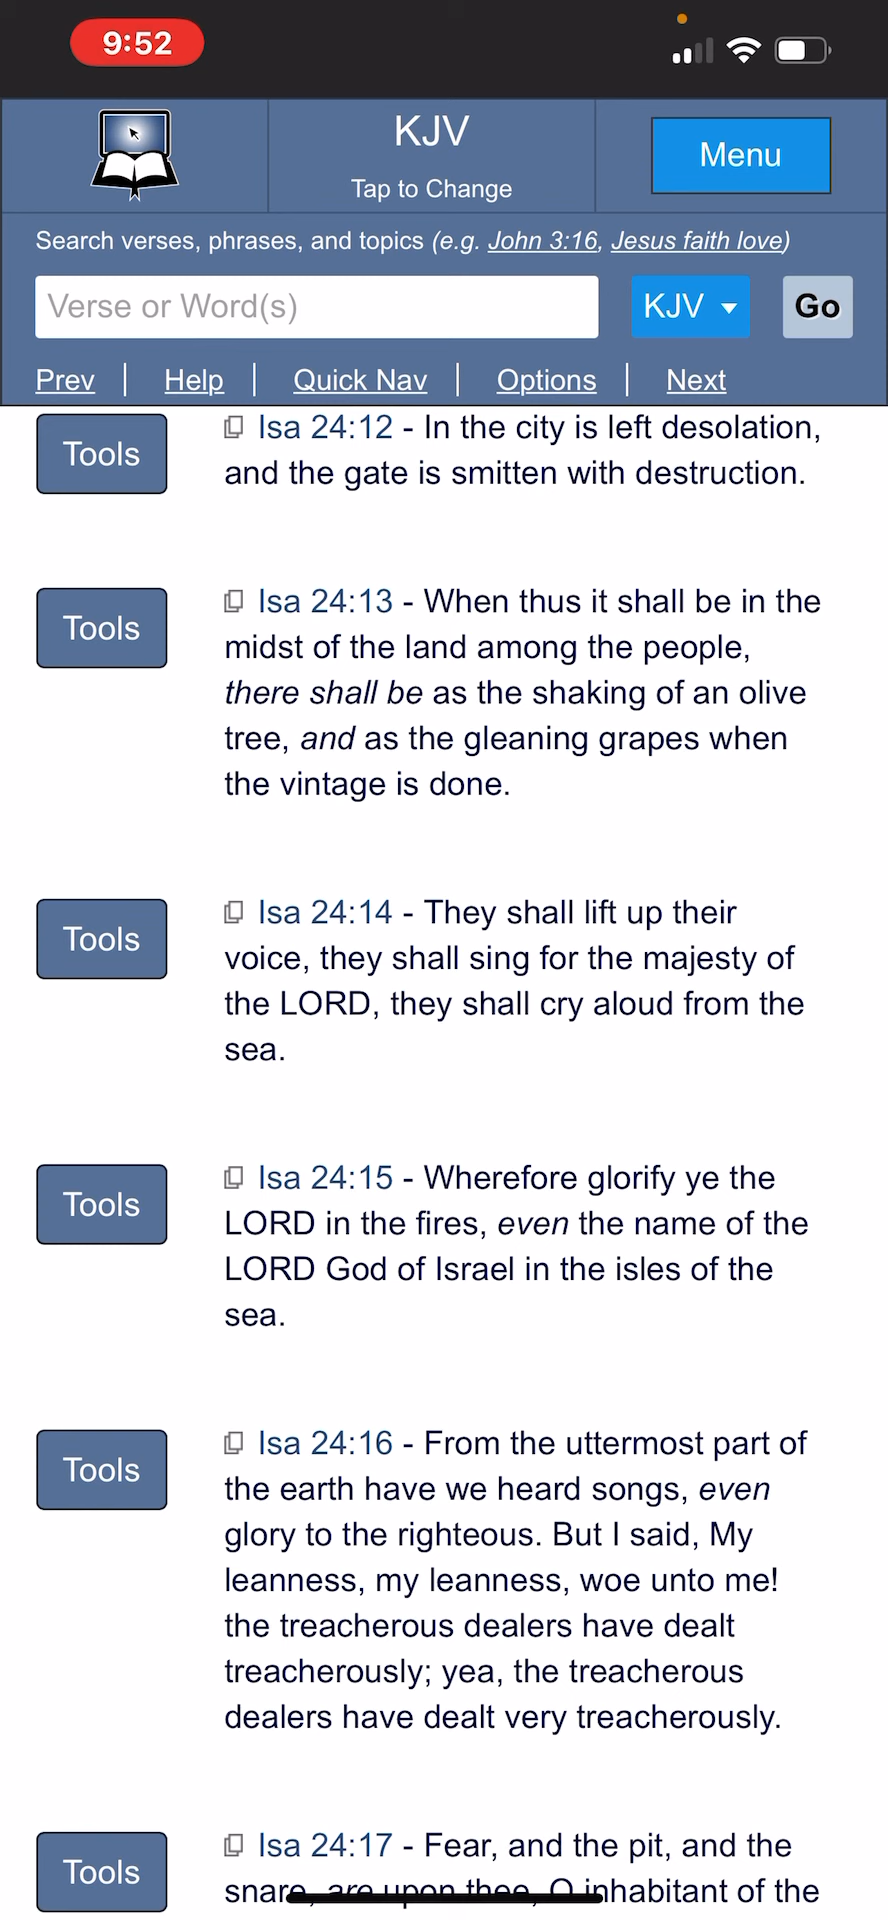 9:52
KJV
Tap to Change
Menu
Search verses, phrases, and topics (e.g. John 3:16, Jesus faith love)
Verse or Word(s)
KJV
Go
Prev | Help | Quick Nav | Options | Next
Tools
Isa 24:12 - In the city is left desolation,
and the gate is smitten with destruction.
Tools
Isa 24:13 - When thus it shall be in the
midst of the land among the people,
there shall be as the shaking of an olive
tree, and as the gleaning grapes when
the vintage is done.
Tools
Isa 24:14 - They shall lift up their
voice, they shall sing for the majesty of
the LORD, they shall cry aloud from the
sea.
Tools
Isa 24:15 - Wherefore glorify ye the
LORD in the fires, even the name of the
LORD God of Israel in the isles of the
sea.
Tools
Isa 24:16 - From the uttermost part of
the earth have we heard songs, even
glory to the righteous. But I said, My
leanness, my leanness, woe unto me!
the treacherous dealers have dealt
treacherously; yea, the treacherous
dealers have dealt very treacherously.
Tools
Isa 24:17 - Fear, and the pit, and the
snare, are upon thee, O inhabitant of the